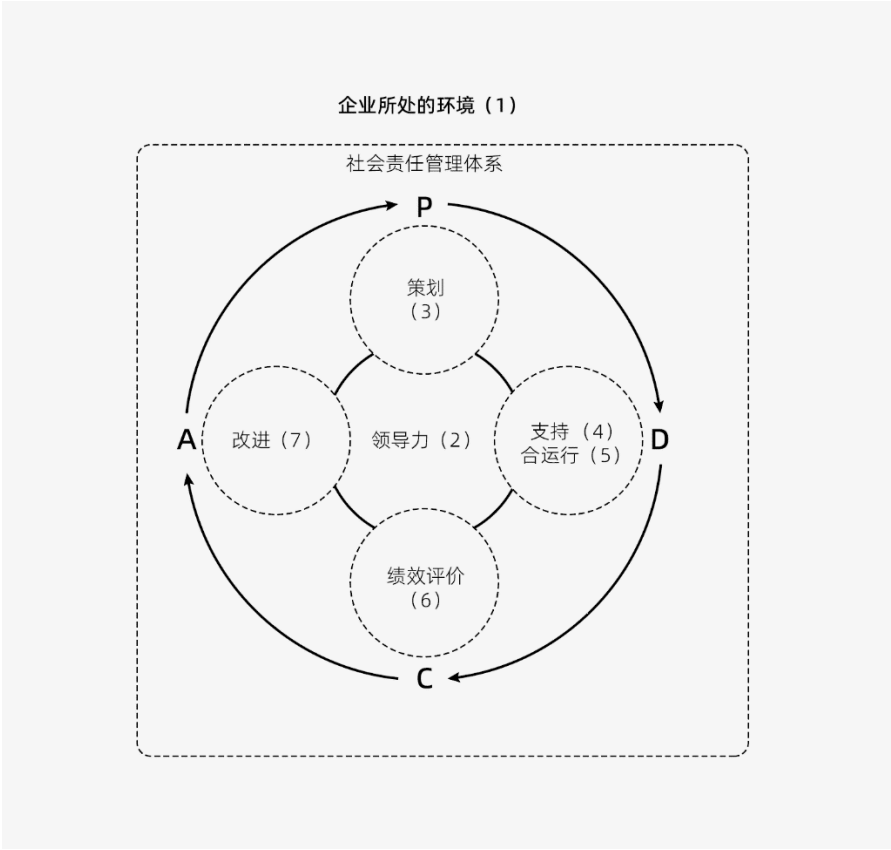 企业所处的环境（1）
社会责任管理体系
P
策划
（3）
A
改进（7）
领导力（2）
支持 （4）
合运行（5）
D
绩效评价
（6）
C